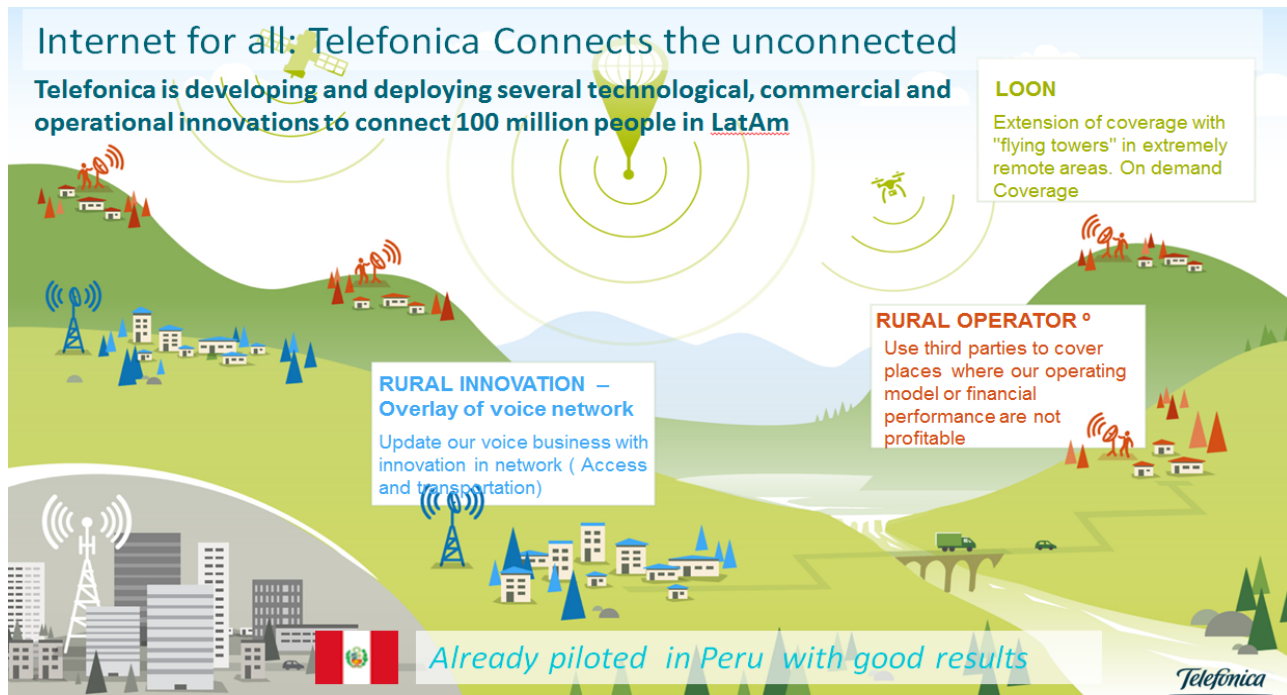 Internet for all: Telefonica Connects the unconnected
Telefonica is developing and deploying several technological, commercial and
operational innovations to connect 100 million people in LatAm
LOON
Extension of coverage with
"flying towers" in extremely
remote areas. On demand
Coverage
RURAL OPERATOR º
Use third parties to cover
places where our operating
model or financial
performance are not
profitable
RURAL INNOVATION –
Overlay of voice network
Update our voice business with
innovation in network ( Access
and transportation)
Already piloted in Peru with good results
Telefónica